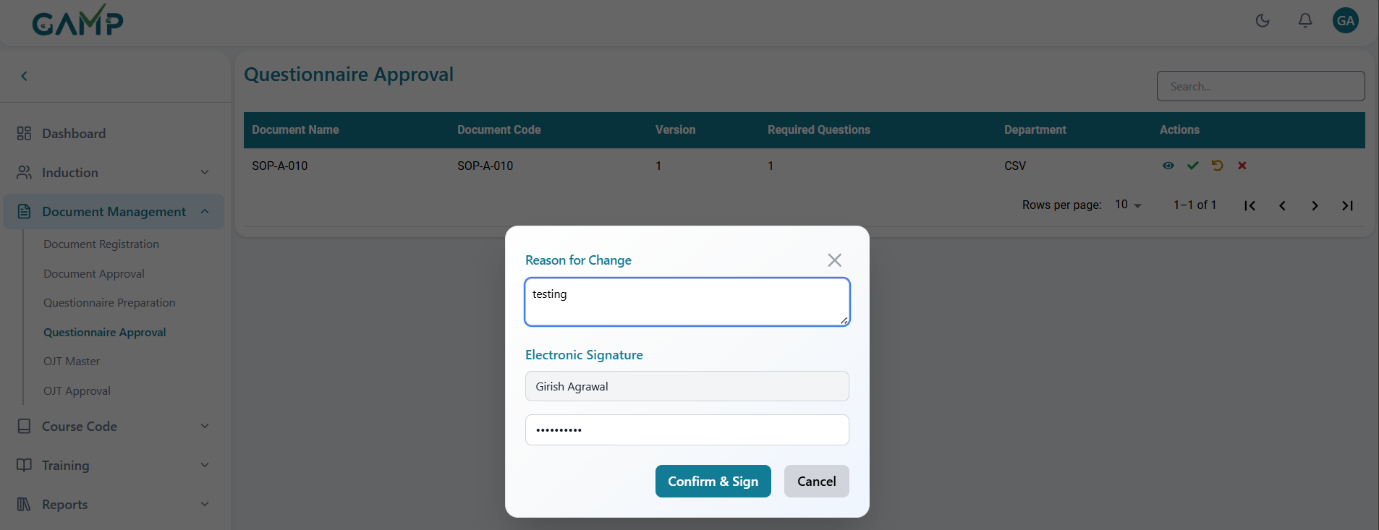 GAMP
GA
Questionnaire Approval
Search...
Dashboard
Induction
Document Management
Document Registration
Document Approval
Questionnaire Preparation
Questionnaire Approval
OJT Master
OJT Approval
Course Code
Training
Reports
Document Name Document Code Version Required Questions Department Actions
SOP-A-010 SOP-A-010 1 1 CSV
Rows per page: 10 1–1 of 1
Reason for Change
testing
Electronic Signature
Girish Agrawal
••••••••••
Confirm & Sign Cancel